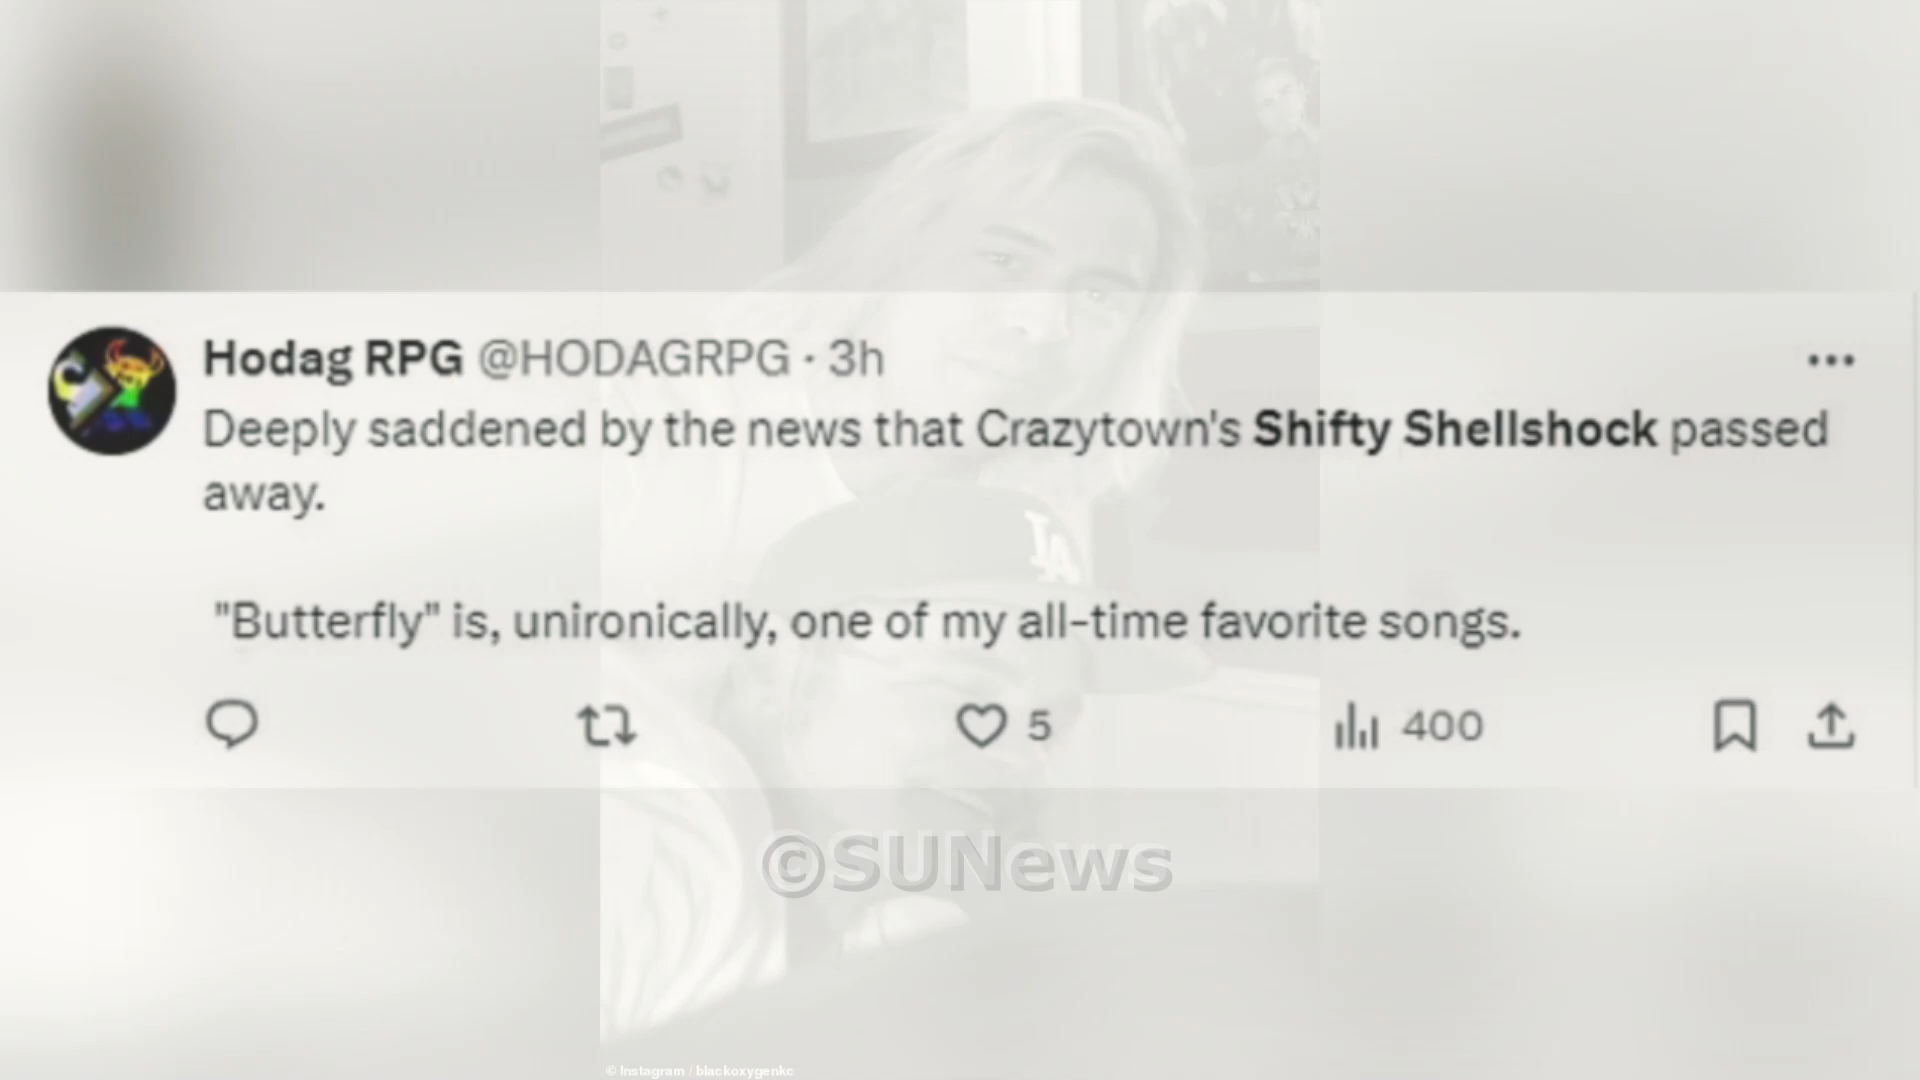 Hodag RPG @HODAGRPG · 3h
Deeply saddened by the news that Crazytown's Shifty Shellshock passed
away.
"Butterfly" is, unironically, one of my all-time favorite songs.
5 400
LA
©SUNews
© Instagram / blackoxygenkc